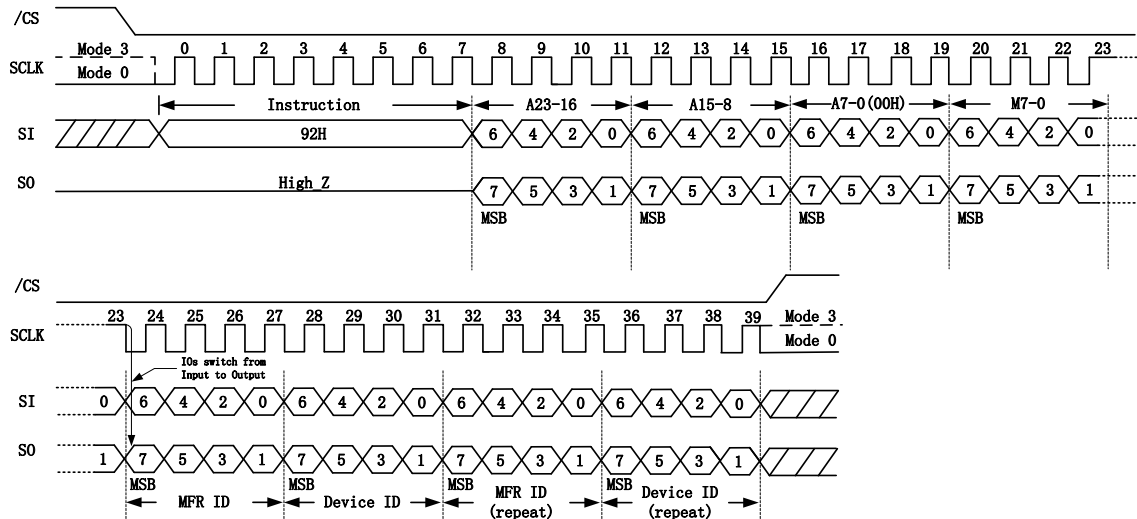 /CS
Mode 3 0 1 2 3 4 5 6 7 8 9 10 11 12 13 14 15 16 17 18 19 20 21 22 23
SCLK
Mode 0
Instruction A23-16 A15-8 A7-0(00H) M7-0
SI 92H 6 4 2 0 6 4 2 0 6 4 2 0 6 4 2 0
SO High_Z 7 5 3 1 7 5 3 1 7 5 3 1 7 5 3 1
MSB MSB MSB MSB
/CS
23 24 25 26 27 28 29 30 31 32 33 34 35 36 37 38 39 Mode 3
SCLK
Mode 0
IOs switch from
Input to Output
SI 0 6 4 2 0 6 4 2 0 6 4 2 0 6 4 2 0
SO 1 7 5 3 1 7 5 3 1 7 5 3 1 7 5 3 1
MSB MSB MSB MSB
MFR ID Device ID MFR ID Device ID
(repeat) (repeat)